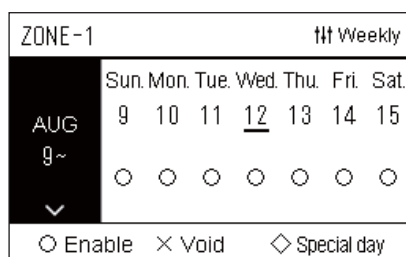 ZONE-1 Weekly
Sun. Mon. Tue. Wed. Thu. Fri. Sat.
AUG 9 10 11 12 13 14 15
9~
○ ○ ○ ○ ○ ○ ○
○ Enable × Void ◇ Special day